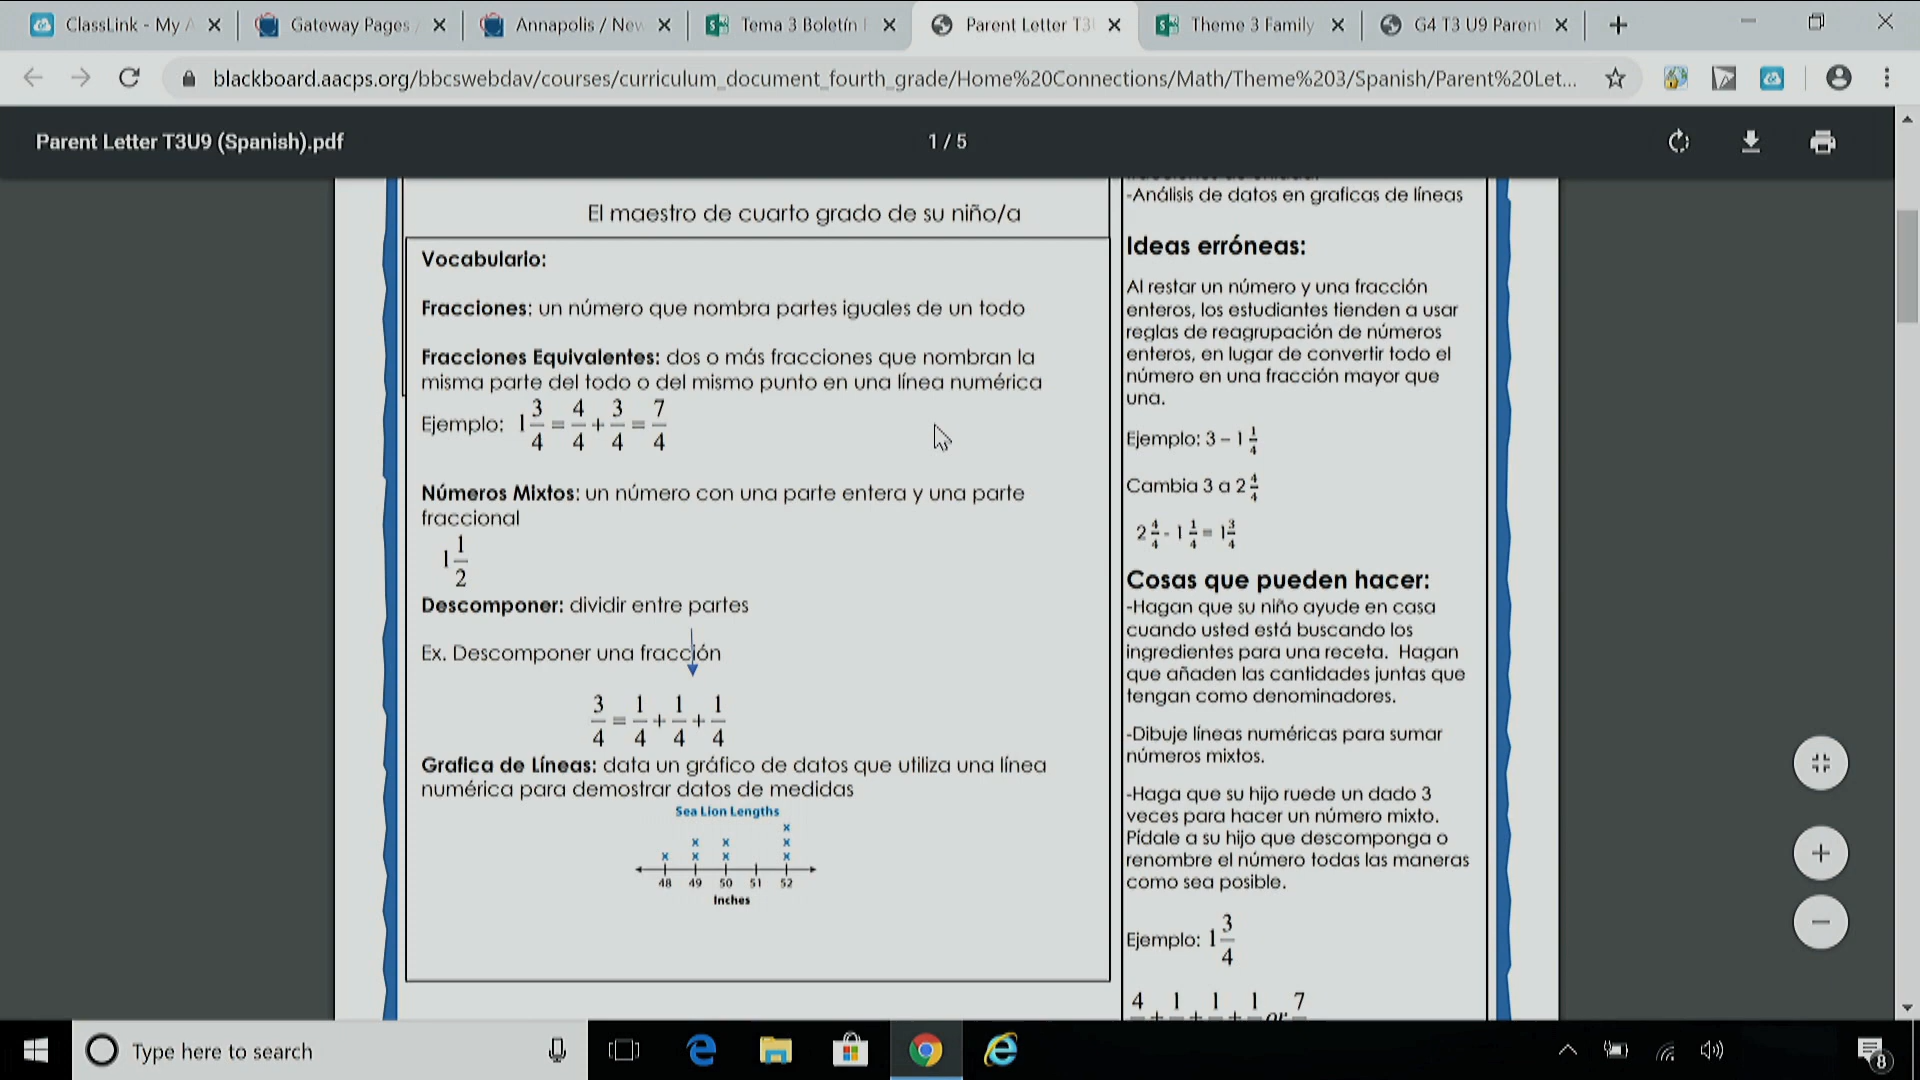 ClassLink - My A
Gateway Pages /
Annapolis / New
Tema 3 Boletín F
Parent Letter T3U
Theme 3 Family
G4 T3 U9 Parent
blackboard.aacps.org/bbcswebdav/courses/curriculum_document_fourth_grade/Home%20Connections/Math/Theme%203/Spanish/Parent%20Let...
Parent Letter T3U9 (Spanish).pdf
1 / 5
El maestro de cuarto grado de su niño/a
Vocabulario:
Fracciones: un número que nombra partes iguales de un todo
Fracciones Equivalentes: dos o más fracciones que nombran la
misma parte del todo o del mismo punto en una línea numérica
Ejemplo: 1 3/4 = 4/4 + 3/4 = 7/4
Números Mixtos: un número con una parte entera y una parte
fraccional
1 1/2
Descomponer: dividir entre partes
Ex. Descomponer una fracción
3/4 = 1/4 + 1/4 + 1/4
Grafica de Líneas: data un gráfico de datos que utiliza una línea
numérica para demostrar datos de medidas
Sea Lion Lengths
x
x x x
x x x x
48 49 50 51 52
Inches
-Análisis de datos en graficas de líneas
Ideas erróneas:
Al restar un número y una fracción
enteros, los estudiantes tienden a usar
reglas de reagrupación de números
enteros, en lugar de convertir todo el
número en una fracción mayor que
una.
Ejemplo: 3 – 1 1/4
Cambia 3 a 2 4/4
2 4/4 - 1 1/4 = 1 3/4
Cosas que pueden hacer:
-Hagan que su niño ayude en casa
cuando usted está buscando los
ingredientes para una receta. Hagan
que añaden las cantidades juntas que
tengan como denominadores.
-Dibuje líneas numéricas para sumar
números mixtos.
-Haga que su hijo ruede un dado 3
veces para hacer un número mixto.
Pídale a su hijo que descomponga o
renombre el número todas las maneras
como sea posible.
Ejemplo: 1 3/4
4 + 1 + 1 + 1 or 7
Type here to search
8